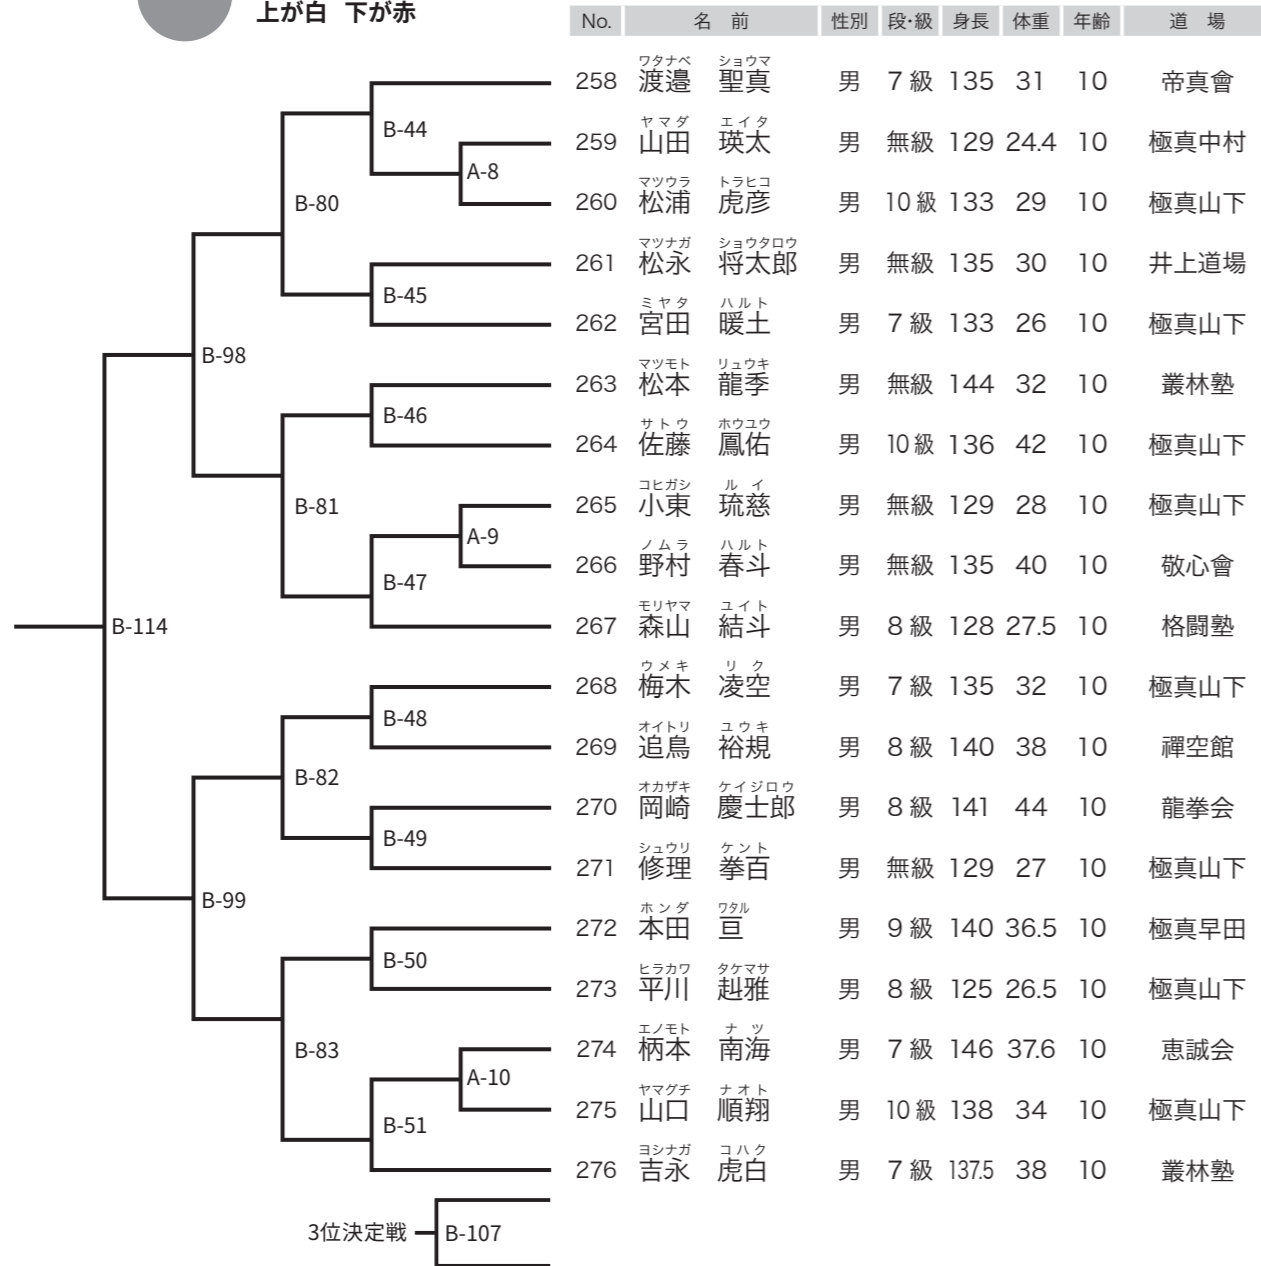 上が白 下が赤
No. 名 前 性別 段・級 身長 体重 年齢 道 場
ワタナベ ショウマ
258 渡邉 聖真 男 7級 135 31 10 帝真會
B-44
ヤマダ エイタ
259 山田 瑛太 男 無級 129 24.4 10 極真中村
A-8
マツウラ トラヒコ
260 松浦 虎彦 男 10級 133 29 10 極真山下
B-80
マツナガ ショウタロウ
261 松永 将太郎 男 無級 135 30 10 井上道場
B-45
ミヤタ ハルト
262 宮田 暖土 男 7級 133 26 10 極真山下
B-98
マツモト リュウキ
263 松本 龍季 男 無級 144 32 10 叢林塾
B-46
サトウ ホウユウ
264 佐藤 鳳佑 男 10級 136 42 10 極真山下
コヒガシ ルイ
265 小東 琉慈 男 無級 129 28 10 極真山下
B-81
A-9
ノムラ ハルト
266 野村 春斗 男 無級 135 40 10 敬心會
B-47
モリヤマ ユイト
267 森山 結斗 男 8級 128 27.5 10 格闘塾
B-114
ウメキ リク
268 梅木 凌空 男 7級 135 32 10 極真山下
B-48
オイトリ ユウキ
269 追鳥 裕規 男 8級 140 38 10 禪空館
B-82
オカザキ ケイジロウ
270 岡崎 慶士郎 男 8級 141 44 10 龍拳会
B-49
シュウリ ケント
271 修理 拳百 男 無級 129 27 10 極真山下
B-99
ホンダ ワタル
272 本田 亘 男 9級 140 36.5 10 極真早田
B-50
ヒラカワ タケマサ
273 平川 赳雅 男 8級 125 26.5 10 極真山下
エノモト ナツ
274 柄本 南海 男 7級 146 37.6 10 恵誠会
B-83
A-10
ヤマグチ ナオト
275 山口 順翔 男 10級 138 34 10 極真山下
B-51
ヨシナガ コハク
276 吉永 虎白 男 7級 137.5 38 10 叢林塾
3位決定戦 B-107